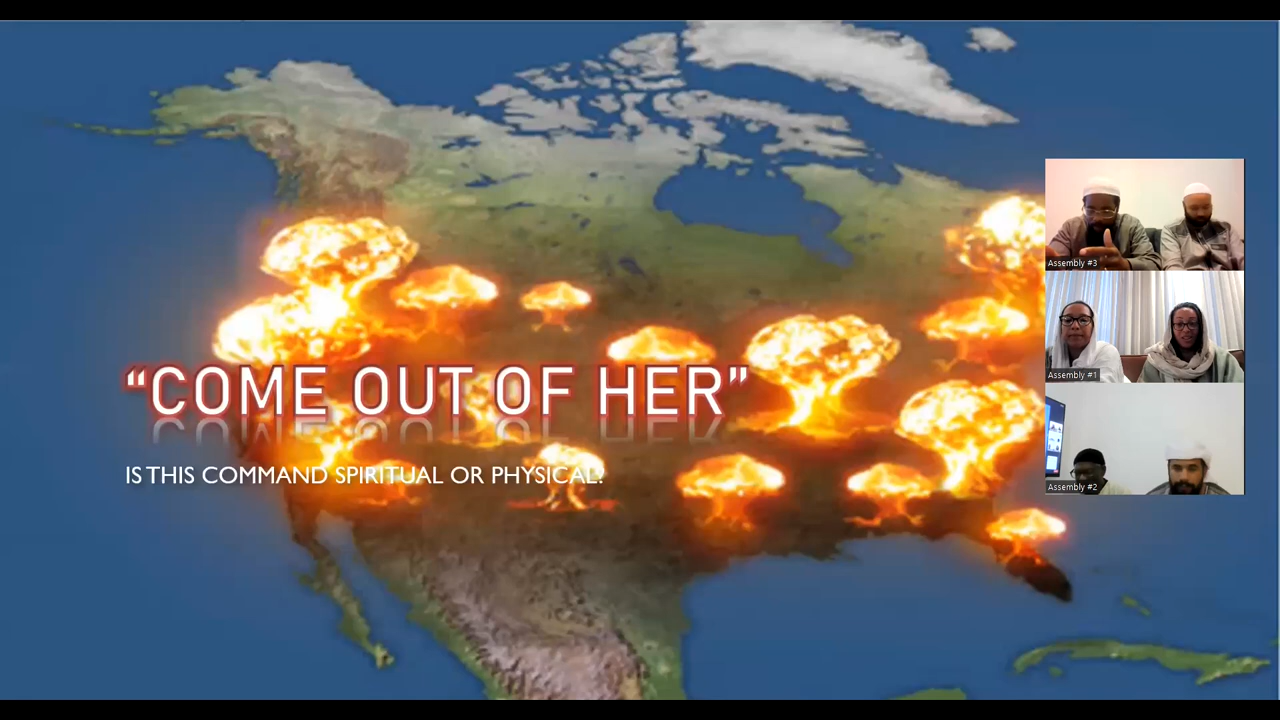 “COME OUT OF HER”
IS THIS COMMAND SPIRITUAL OR PHYSICAL?
Assembly #3
Assembly #1
Assembly #2